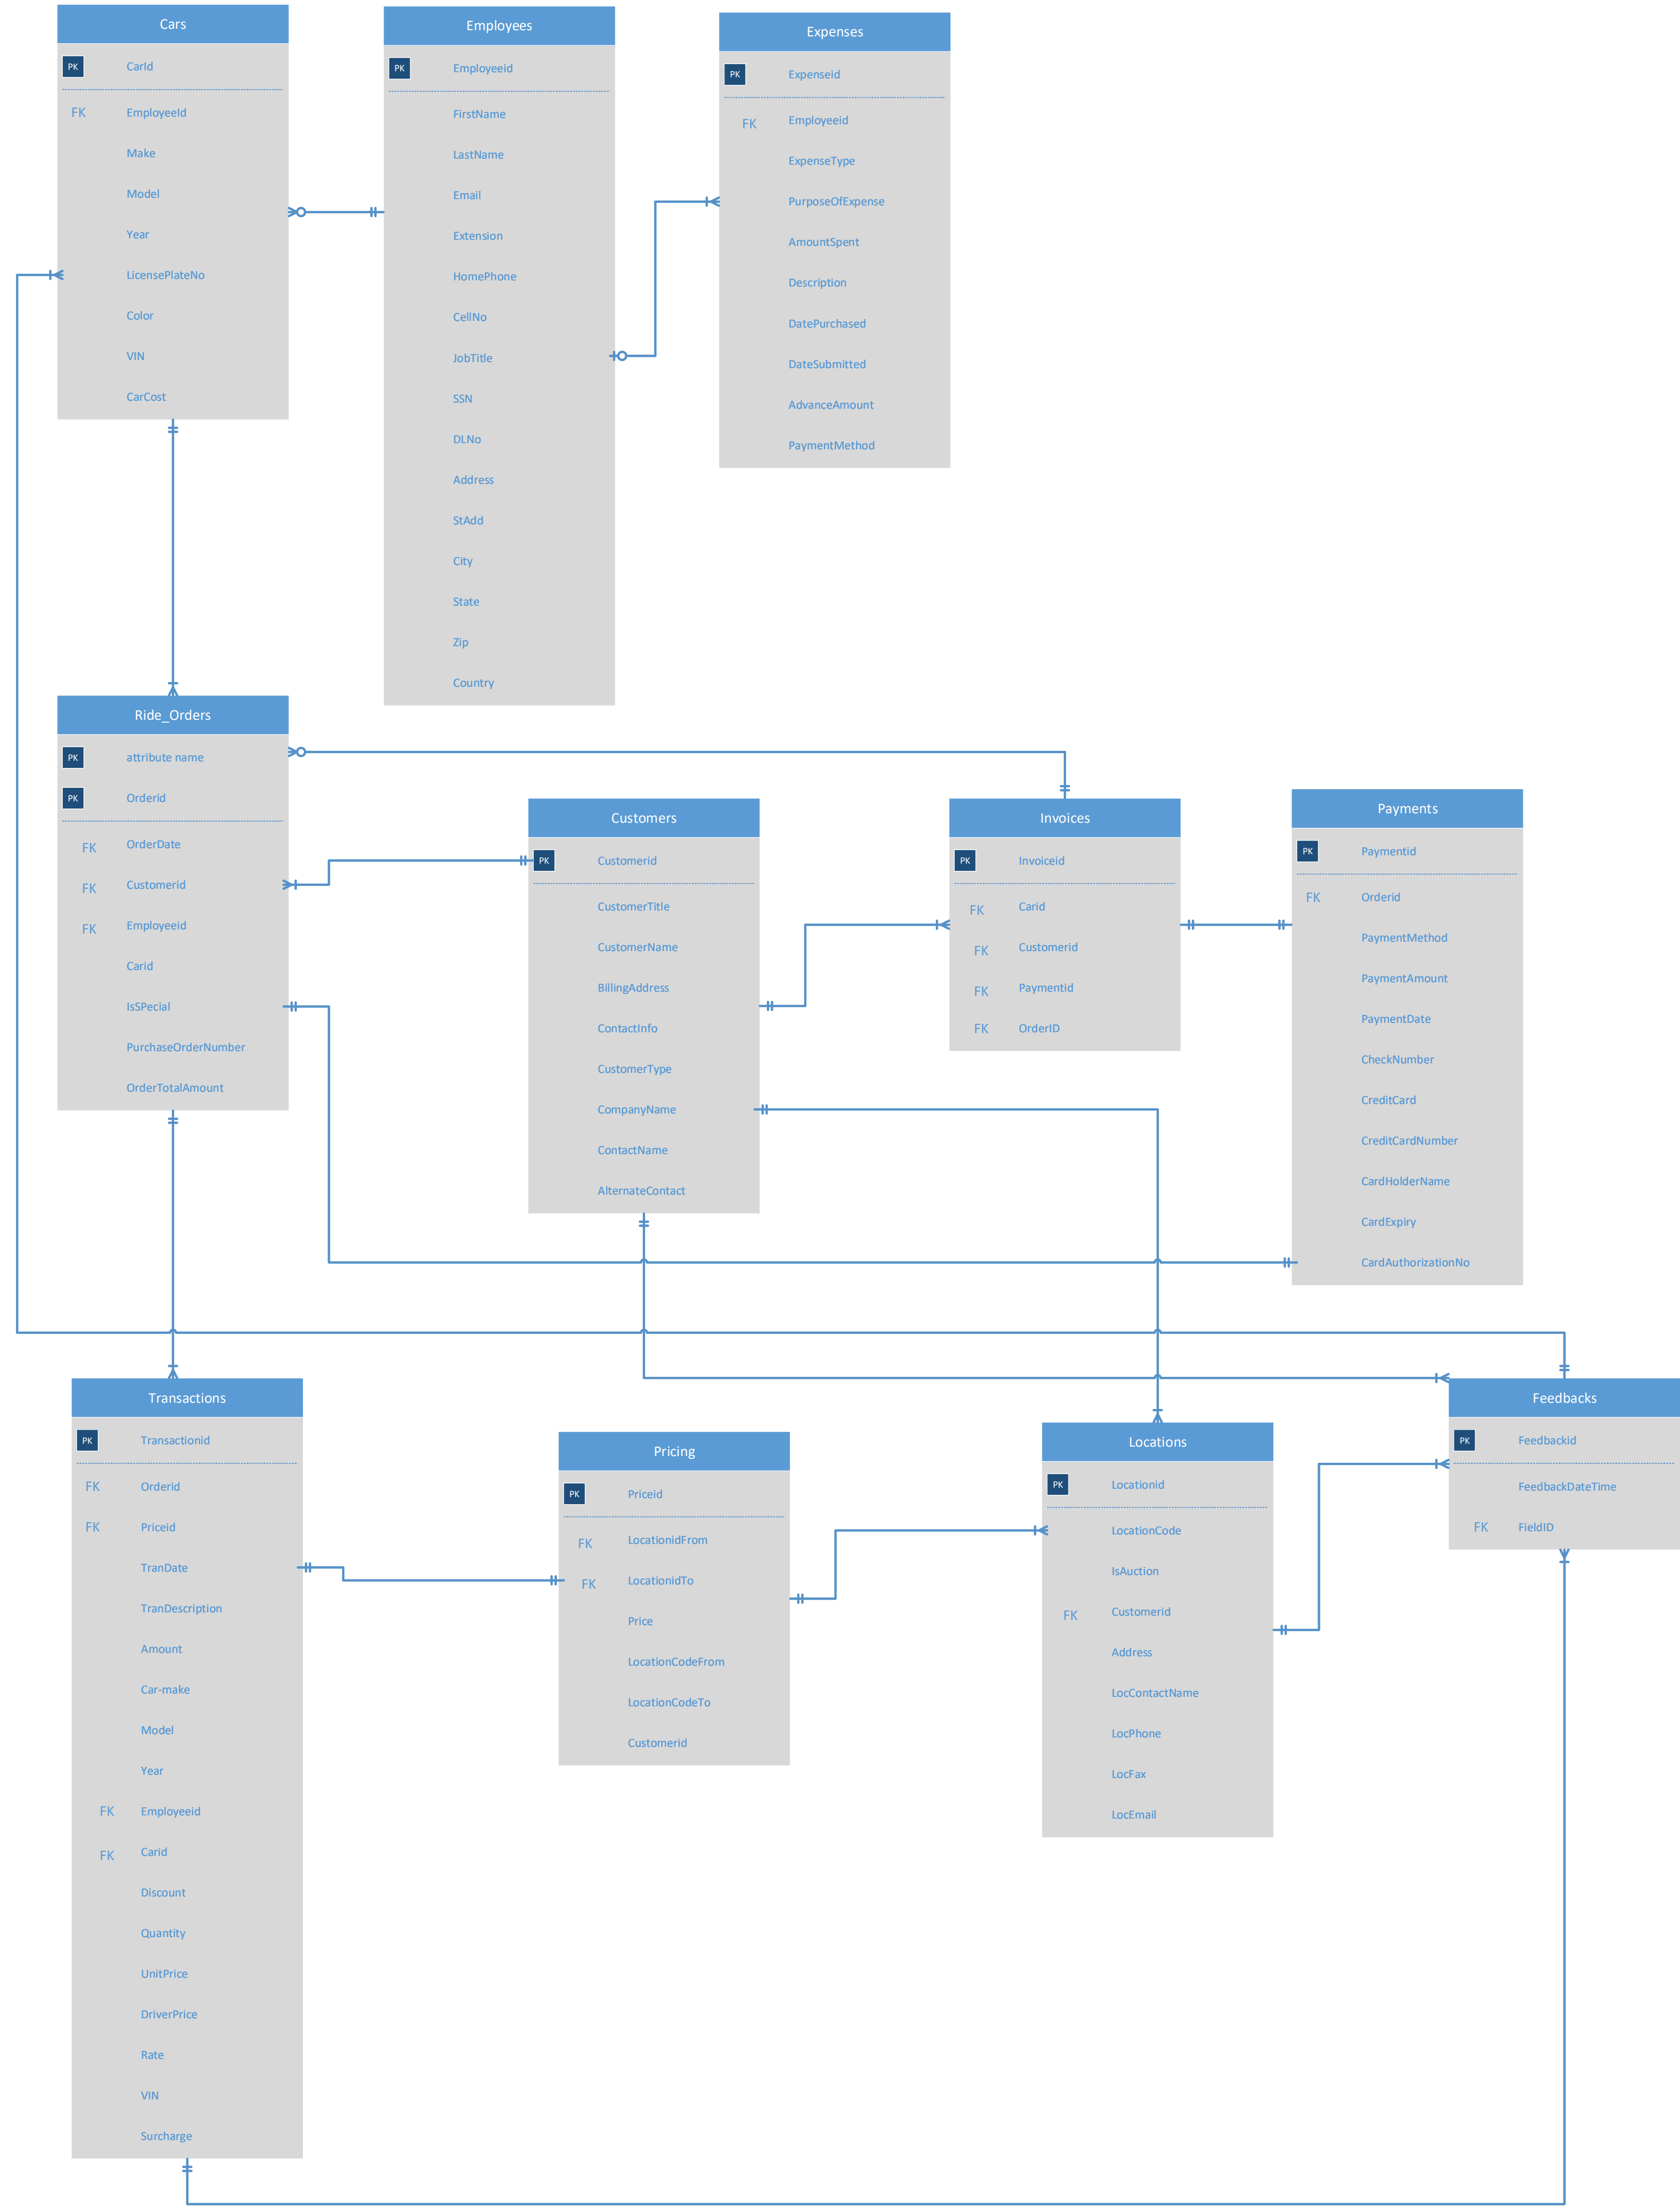 Cars
PK CarId
FK EmployeeId
Make
Model
Year
LicensePlateNo
Color
VIN
CarCost
Employees
PK Employeeid
FirstName
LastName
Email
Extension
HomePhone
CellNo
JobTitle
SSN
DLNo
Address
StAdd
City
State
Zip
Country
Expenses
PK Expenseid
FK Employeeid
ExpenseType
PurposeOfExpense
AmountSpent
Description
DatePurchased
DateSubmitted
AdvanceAmount
PaymentMethod
Ride_Orders
PK attribute name
PK Orderid
FK OrderDate
FK Customerid
FK Employeeid
Carid
IsSPecial
PurchaseOrderNumber
OrderTotalAmount
Customers
PK Customerid
CustomerTitle
CustomerName
BillingAddress
ContactInfo
CustomerType
CompanyName
ContactName
AlternateContact
Invoices
PK Invoiceid
FK Carid
FK Customerid
FK Paymentid
FK OrderID
Payments
PK Paymentid
FK Orderid
PaymentMethod
PaymentAmount
PaymentDate
CheckNumber
CreditCard
CreditCardNumber
CardHolderName
CardExpiry
CardAuthorizationNo
Transactions
PK Transactionid
FK Orderid
FK Priceid
TranDate
TranDescription
Amount
Car-make
Model
Year
FK Employeeid
FK Carid
Discount
Quantity
UnitPrice
DriverPrice
Rate
VIN
Surcharge
Pricing
PK Priceid
FK LocationidFrom
FK LocationidTo
Price
LocationCodeFrom
LocationCodeTo
Customerid
Locations
PK Locationid
LocationCode
IsAuction
FK Customerid
Address
LocContactName
LocPhone
LocFax
LocEmail
Feedbacks
PK Feedbackid
FeedbackDateTime
FK FieldID